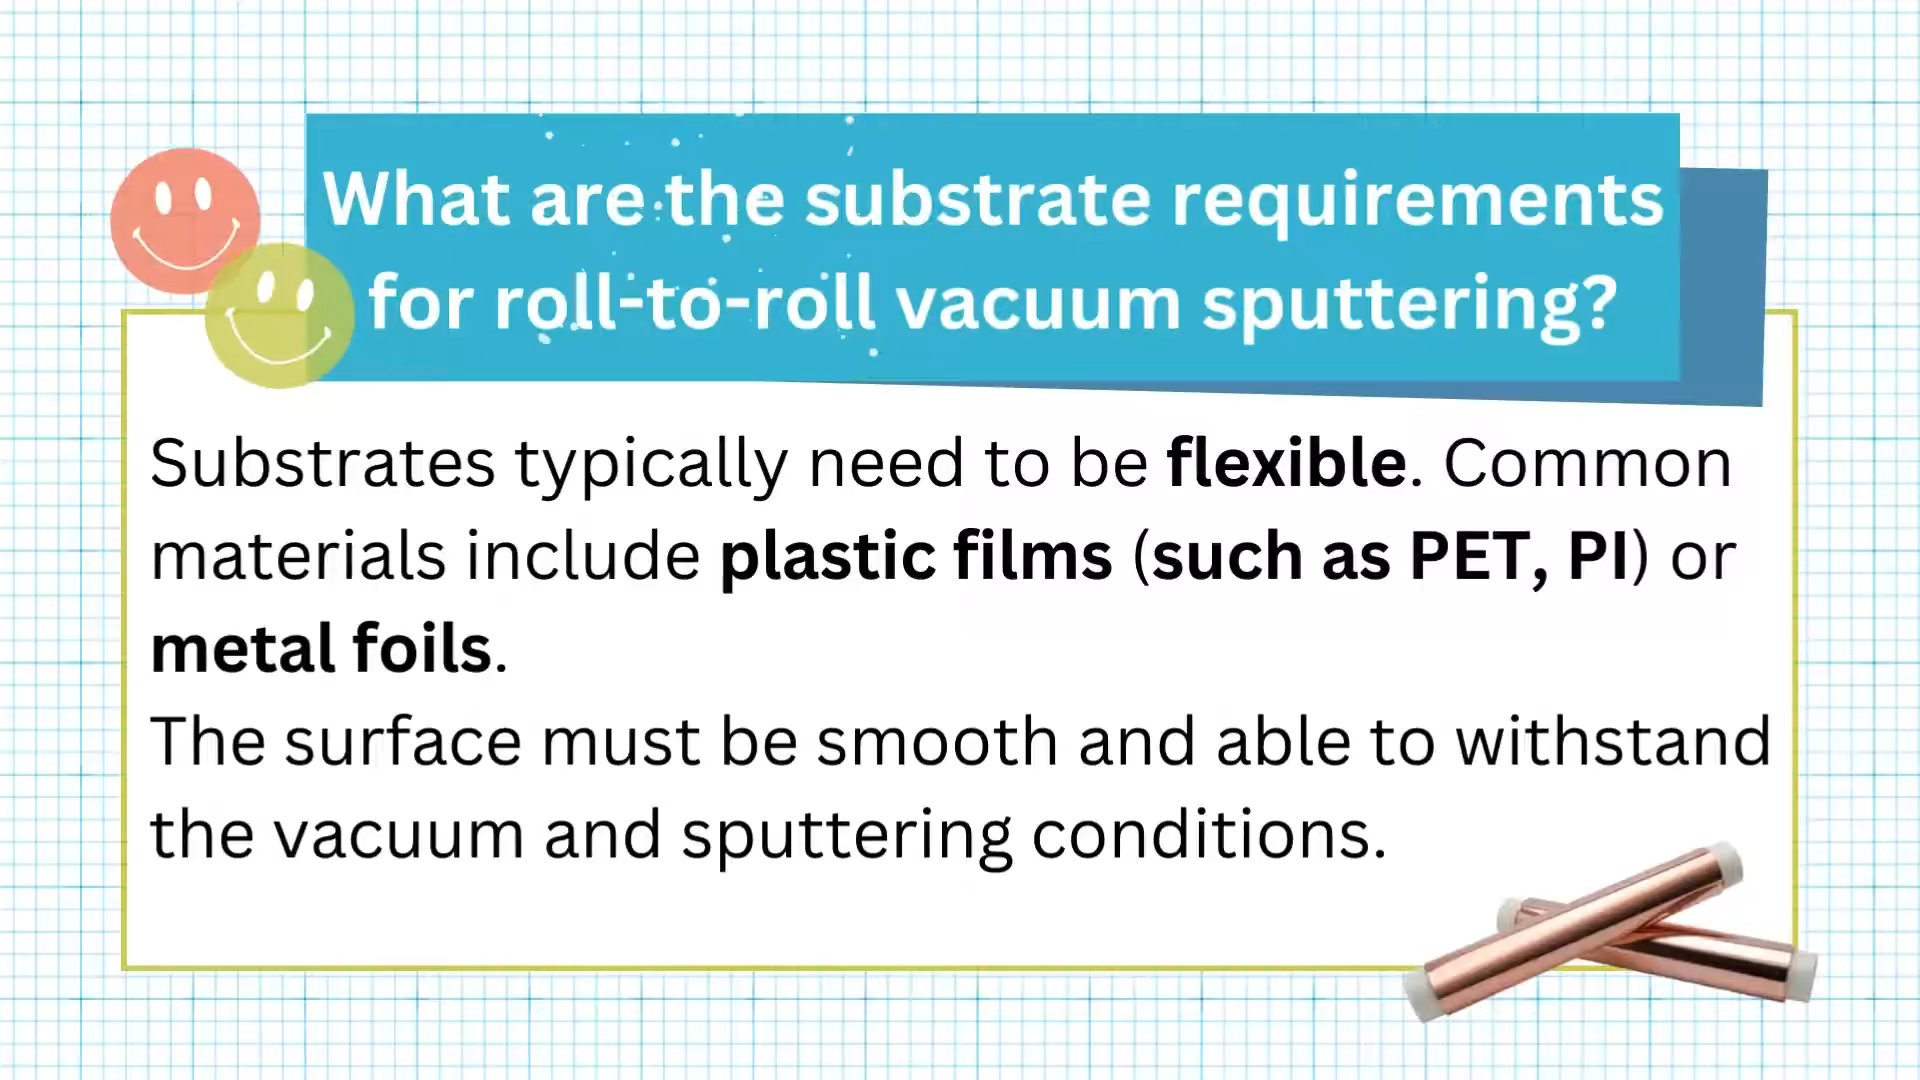 What are the substrate requirements
for roll-to-roll vacuum sputtering?
Substrates typically need to be flexible. Common
materials include plastic films (such as PET, PI) or
metal foils.
The surface must be smooth and able to withstand
the vacuum and sputtering conditions.